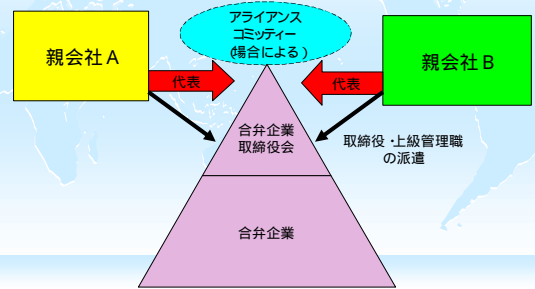 アライアンス
コミッティー
(場合による)
親会社A
親会社B
代表
代表
合弁企業
取締役会
取締役・上級管理職
の派遣
合弁企業